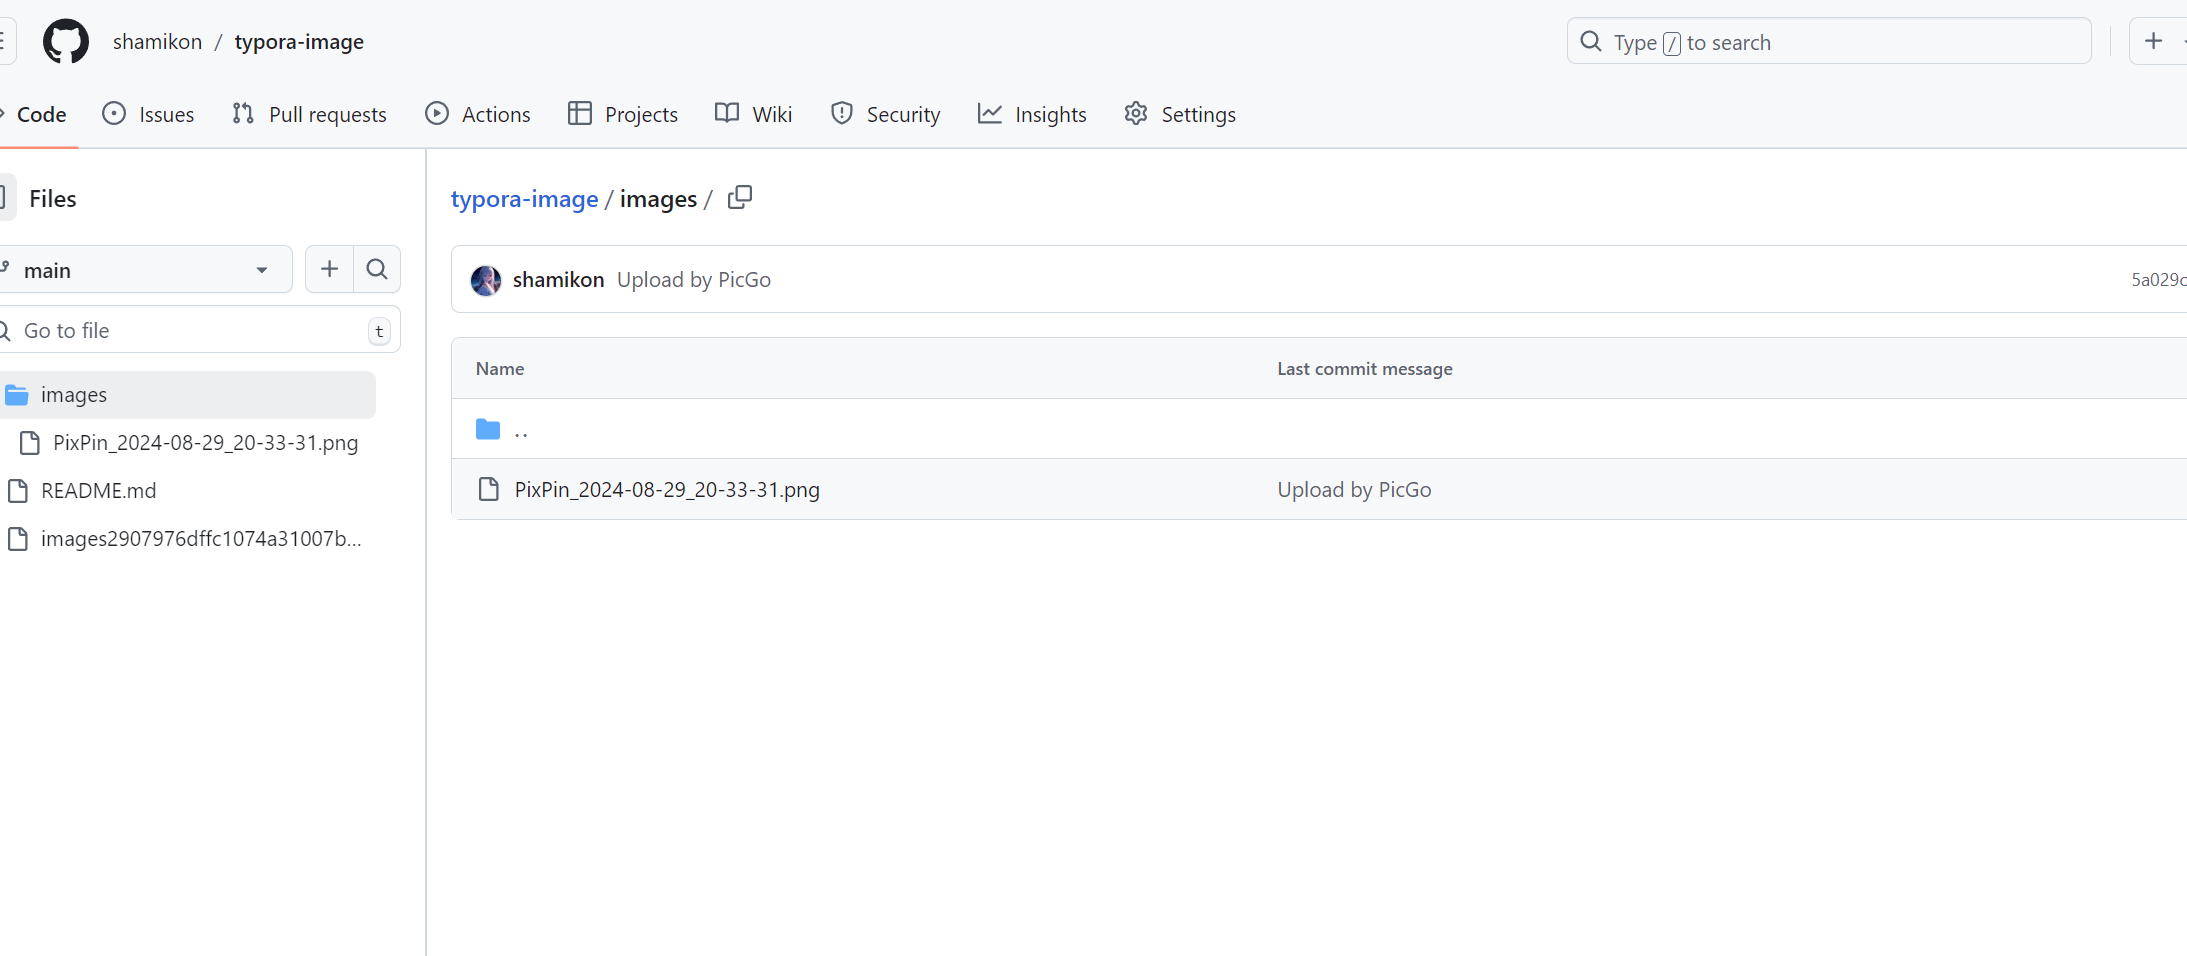 shamikon / typora-image
Type / to search
Code Issues Pull requests Actions Projects Wiki Security Insights Settings
Files
main
Go to file t
images
PixPin_2024-08-29_20-33-31.png
README.md
images2907976dffc1074a31007b...
typora-image / images /
shamikon Upload by PicGo
Name Last commit message
..
PixPin_2024-08-29_20-33-31.png Upload by PicGo